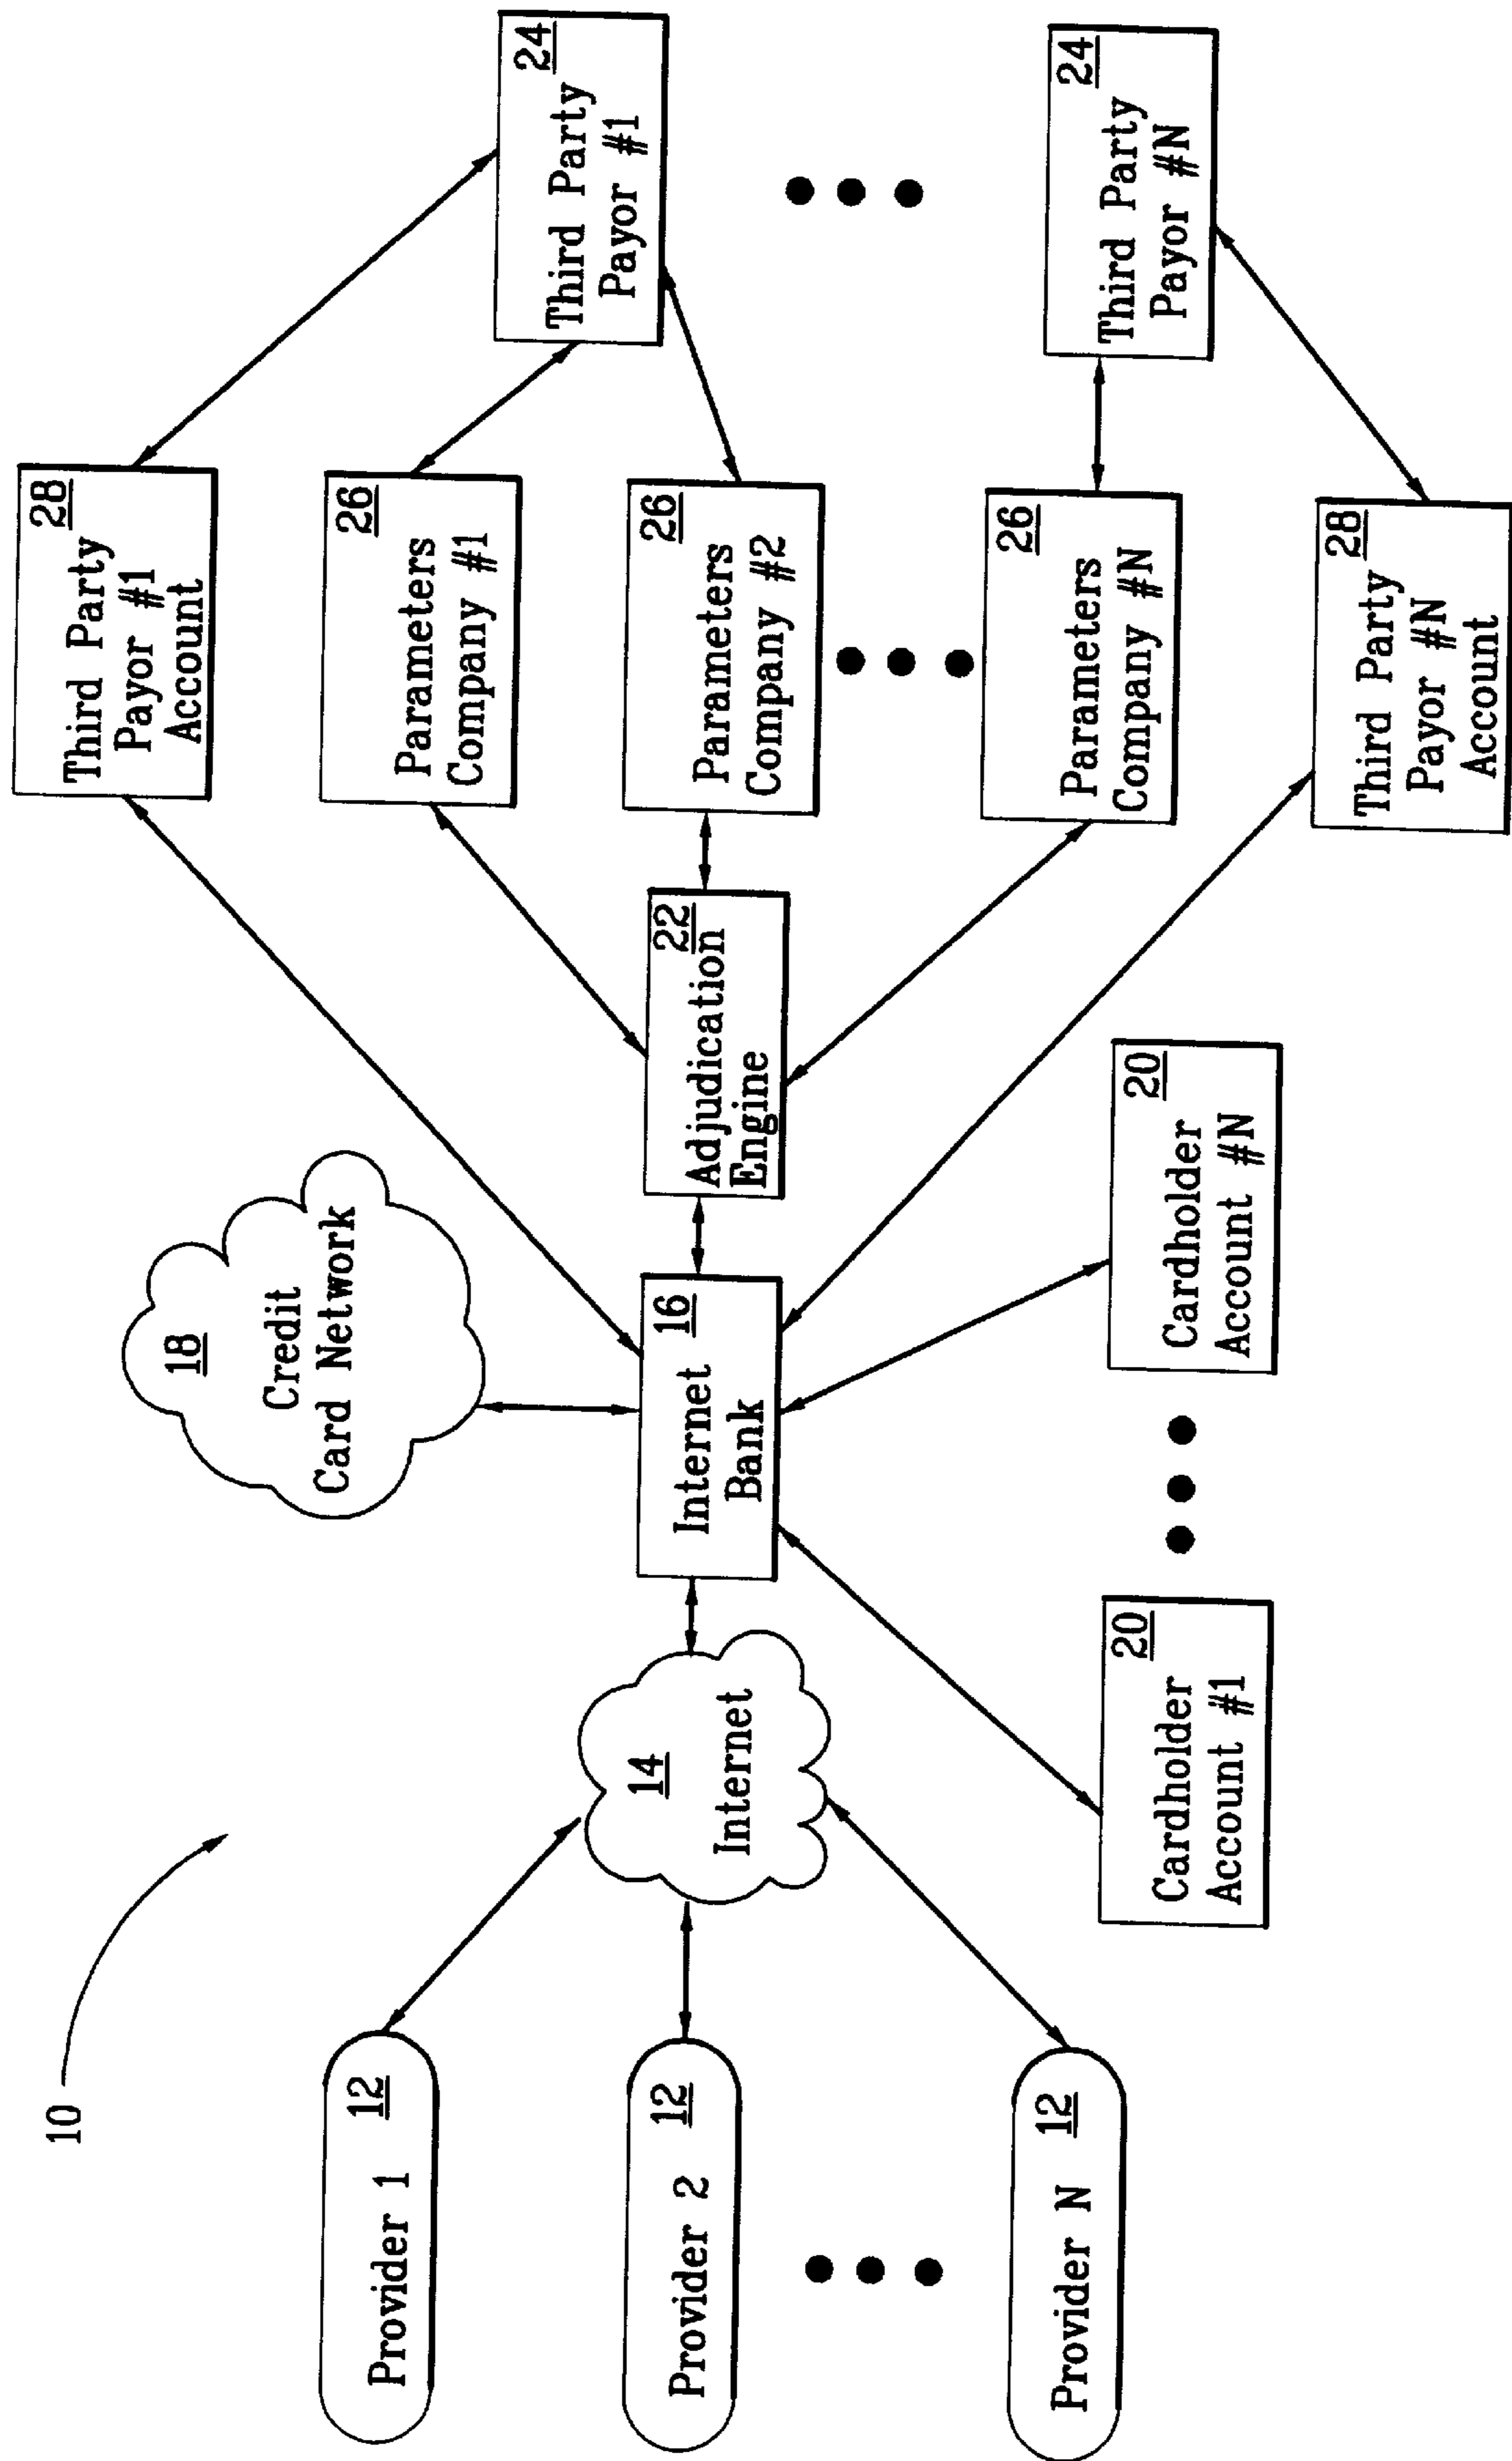 10
Provider 1 12
Provider 2 12
Provider N 12
14
Internet
18
Credit
Card Network
16
Internet
Bank
20
Cardholder
Account #1
20
Cardholder
Account #N
22
Adjudication
Engine
28
Third Party
Payor #1
Account
26
Parameters
Company #1
26
Parameters
Company #2
26
Parameters
Company #N
28
Third Party
Payor #N
Account
24
Third Party
Payor #1
24
Third Party
Payor #N